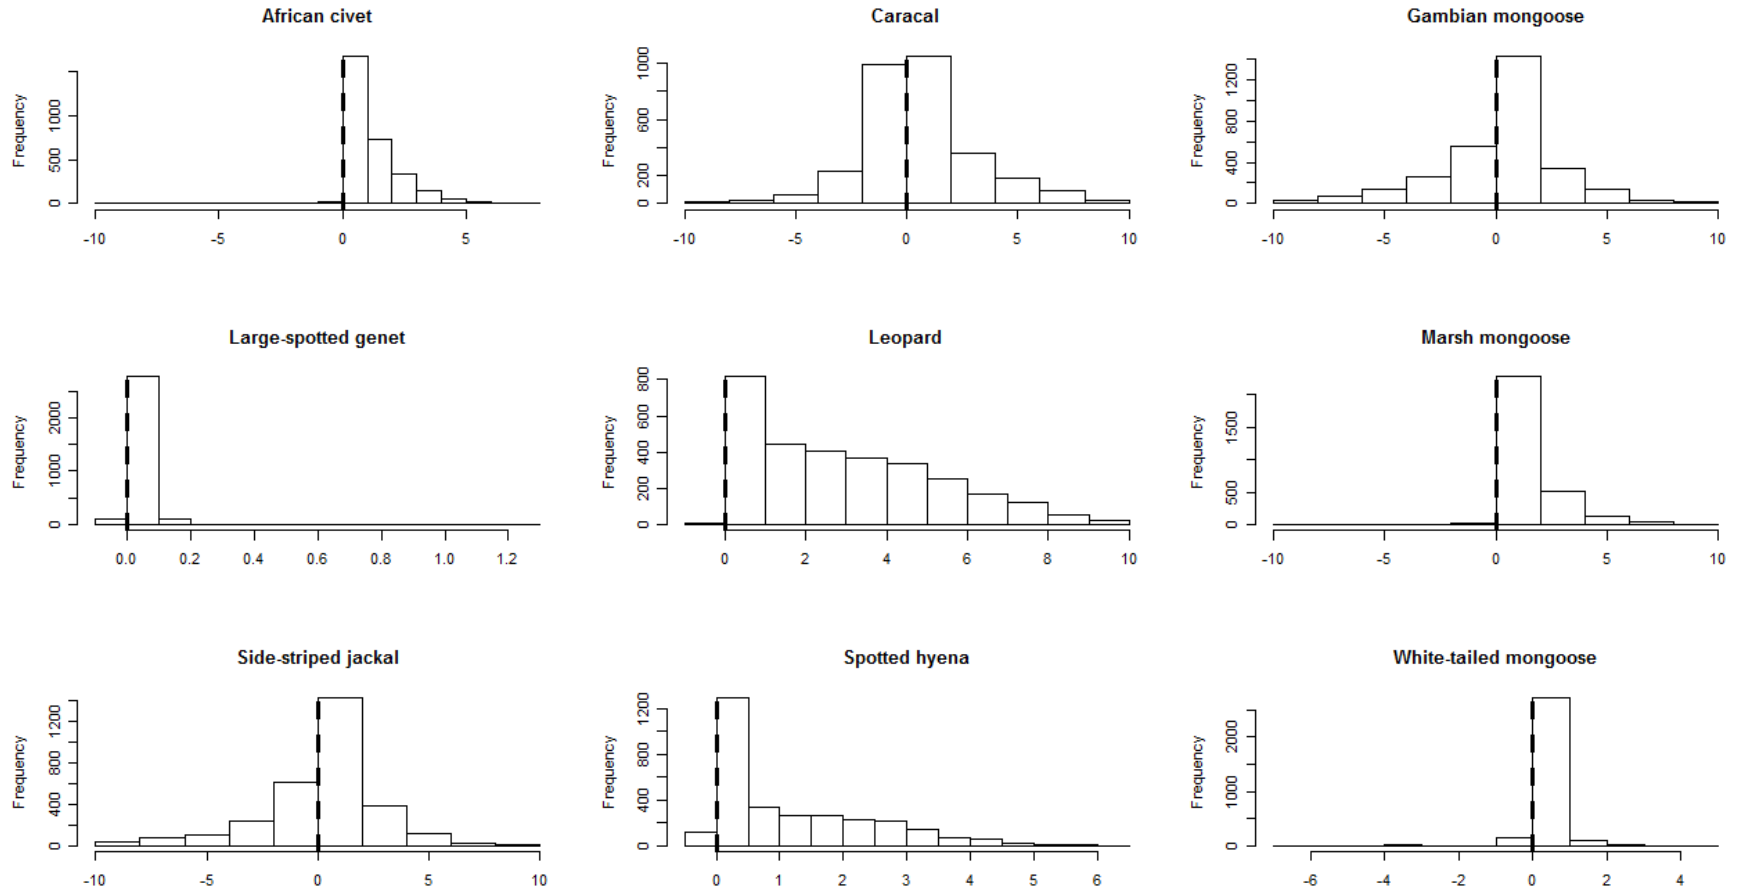 African civet
Caracal
Gambian mongoose
Frequency
0 500 1000
-10 -5 0 5
Frequency
0 200 600 1000
-10 -5 0 5 10
Frequency
0 400 800 1200
-10 -5 0 5 10
Large-spotted genet
Leopard
Marsh mongoose
Frequency
0 1000 2000
0.0 0.2 0.4 0.6 0.8 1.0 1.2
Frequency
0 200 400 600 800
0 2 4 6 8 10
Frequency
0 500 1500
-10 -5 0 5 10
Side-striped jackal
Spotted hyena
White-tailed mongoose
Frequency
0 400 800 1200
-10 -5 0 5 10
Frequency
0 400 800 1200
0 1 2 3 4 5 6
Frequency
0 1000 2000
-6 -4 -2 0 2 4